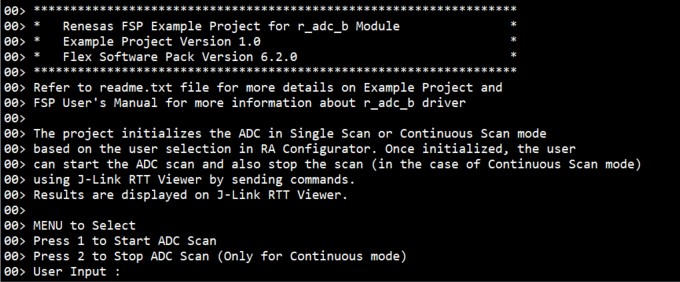 00> ****************************************************************
00> *   Renesas FSP Example Project for r_adc_b Module               *
00> *   Example Project Version 1.0                                  *
00> *   Flex Software Pack Version 6.2.0                             *
00> ****************************************************************
00> Refer to readme.txt file for more details on Example Project and
00> FSP User's Manual for more information about r_adc_b driver
00>
00> The project initializes the ADC in Single Scan or Continuous Scan mode
00> based on the user selection in RA Configurator. Once initialized, the user
00> can start the ADC scan and also stop the scan (in the case of Continuous Scan mode)
00> using J-Link RTT Viewer by sending commands.
00> Results are displayed on J-Link RTT Viewer.
00>
00> MENU to Select
00> Press 1 to Start ADC Scan
00> Press 2 to Stop ADC Scan (Only for Continuous mode)
00> User Input :